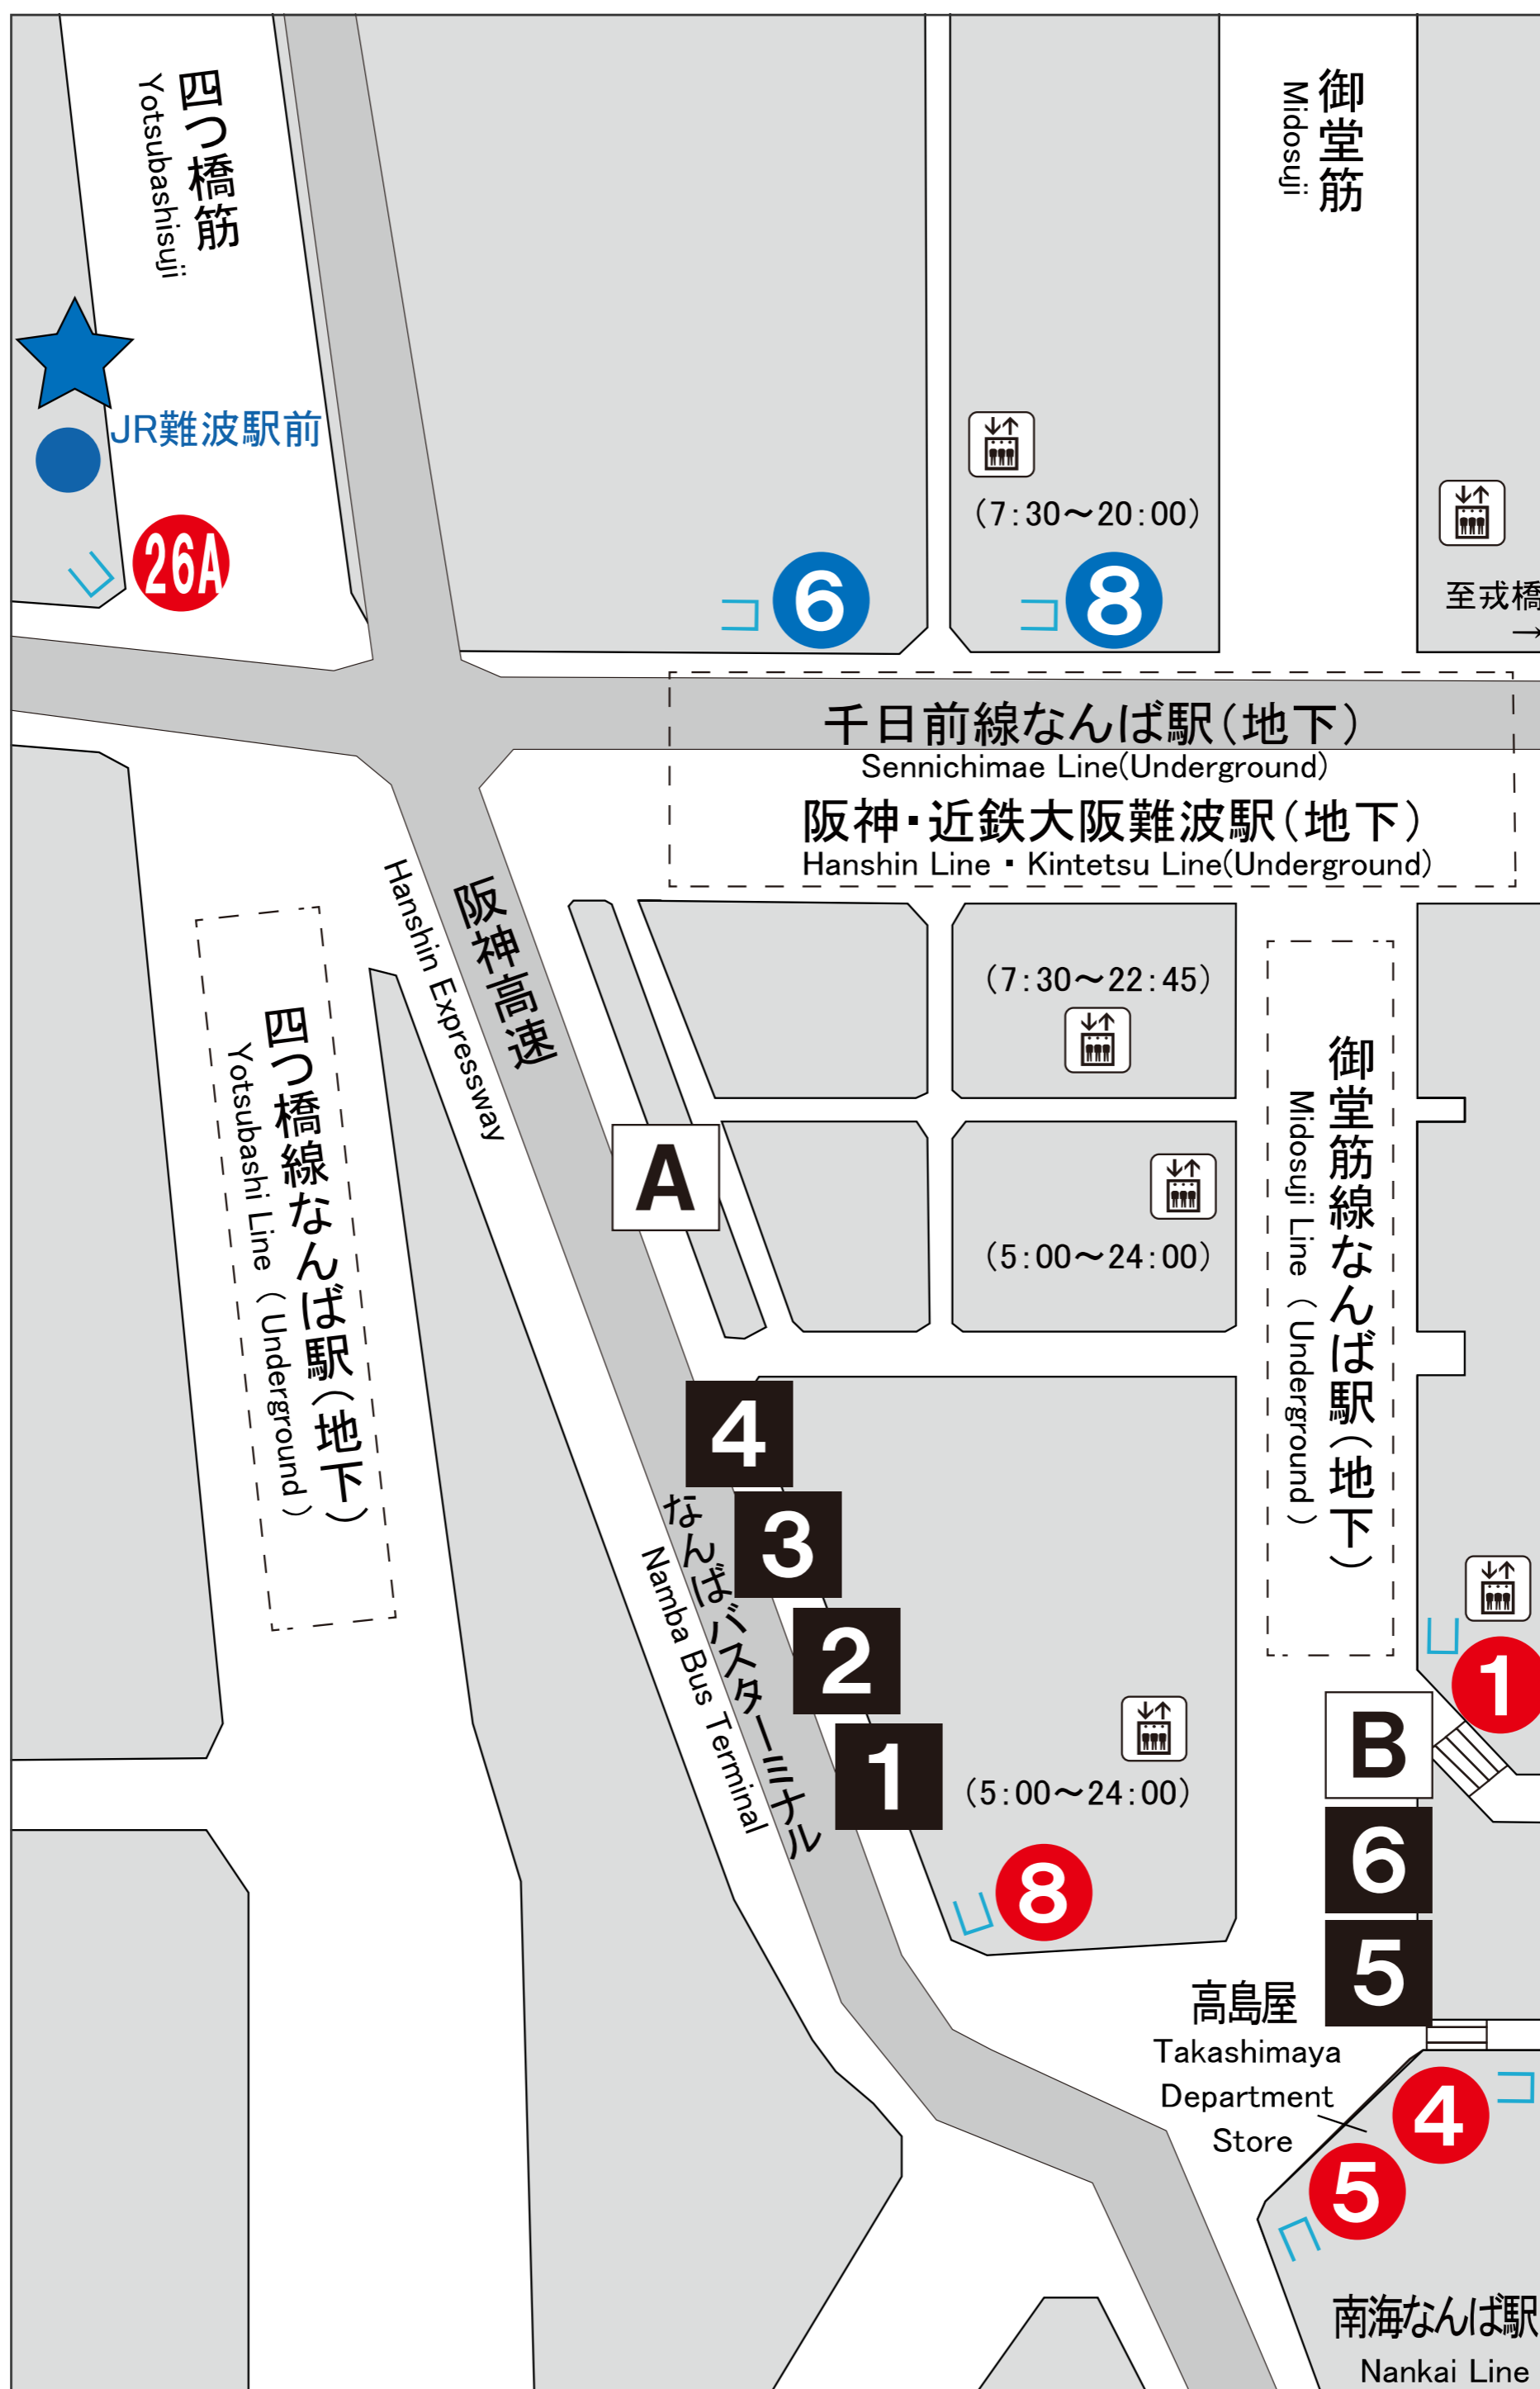 四つ橋筋
Yotsubashisuji
御堂筋
Midosuji
JR難波駅前
26A
(7:30～20:00)
6
8
至戎橋
→
千日前線なんば駅(地下)
Sennichimae Line(Underground)
阪神・近鉄大阪難波駅(地下)
Hanshin Line・Kintetsu Line(Underground)
阪神高速
Hanshin Expressway
(7:30～22:45)
四つ橋線なんば駅(地下)
Yotsubashi Line (Underground)
御堂筋線なんば駅(地下)
Midosuji Line (Underground)
A
(5:00～24:00)
4
3
2
1
なんばバスターミナル
Namba Bus Terminal
(5:00～24:00)
8
1
B
6
5
高島屋
Takashimaya
Department
Store
4
5
南海なんば駅
Nankai Line